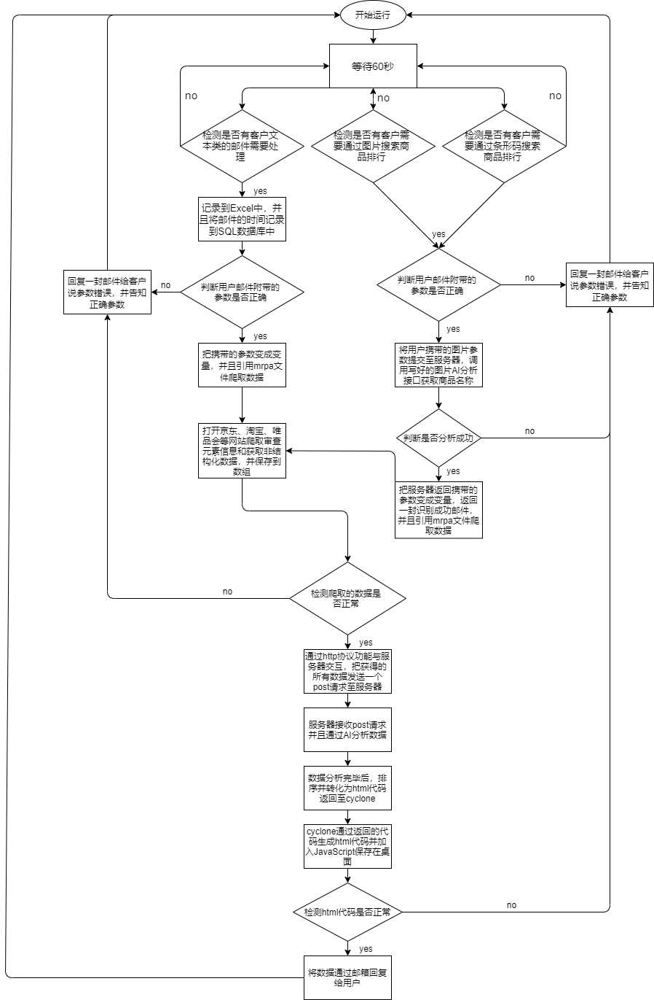 开始运行
等待60秒
no
no
no
检测是否有客户文
本类的邮件需要处
理
检测是否有客户需
要通过图片搜索商
品排行
检测是否有客户需
要通过条形码搜索
商品排行
yes
记录到Excel中，并
且将邮件的时间记录
到SQL数据库中
yes
回复一封邮件给客户
说参数错误，并告知
正确参数
no
判断用户邮件附带的
参数是否正确
判断用户邮件附带的
参数是否正确
no
回复一封邮件给客户
说参数错误，并告知
正确参数
yes
yes
把携带的参数变成变
量，并且引用mrpa文
件爬取数据
将用户携带的图片参
数提交至服务器，调
用写好的图片AI分析
接口获取商品名称
打开京东、淘宝、唯
品会等网站爬取审查
元素信息和获取非结
构化数据，并保存到
数组
判断是否分析成功
no
yes
把服务器返回携带的
参数变成变量，返回
一封识别成功邮件，
并且引用mrpa文件爬
取数据
no
检测爬取的数据是
否正常
yes
通过http协议功能与服
务器交互，把获得的
所有数据发送一个
post请求至服务器
服务器接收post请求
并且通过AI分析数据
数据分析完毕后，排
序并转化为html代码
返回至cyclone
cyclone通过返回的代
码生成html代码并加
入JavaScript保存在桌
面
检测html代码是否正常
no
yes
将数据通过邮箱回复
给用户